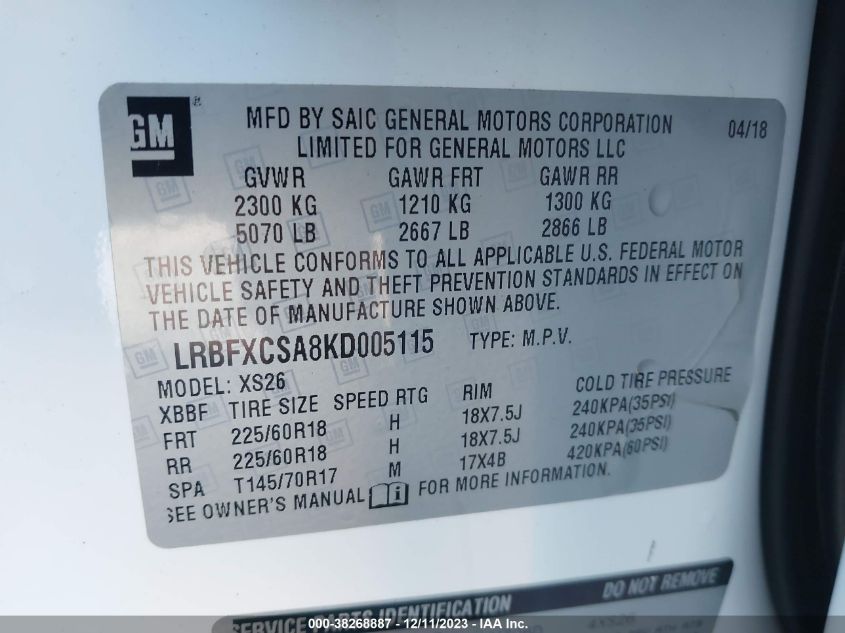 GM ® MFD BY SAIC GENERAL MOTORS CORPORATION 04/18
LIMITED FOR GENERAL MOTORS LLC
GVWR GAWR FRT GAWR RR
2300 KG 1210 KG 1300 KG
5070 LB 2667 LB 2866 LB
THIS VEHICLE CONFORMS TO ALL APPLICABLE U.S. FEDERAL MOTOR
VEHICLE SAFETY AND THEFT PREVENTION STANDARDS IN EFFECT ON
THE DATE OF MANUFACTURE SHOWN ABOVE.
LRBFXCSA8KD005115 TYPE: M.P.V.
MODEL: XS26
XBBF TIRE SIZE SPEED RTG RIM COLD TIRE PRESSURE
FRT 225/60R18 H 18X7.5J 240KPA(35PSI)
RR 225/60R18 H 18X7.5J 240KPA(35PSI)
SPA T145/70R17 M 17X4B 420KPA(60PSI)
SEE OWNER'S MANUAL i FOR MORE INFORMATION.
SERVICE PARTS IDENTIFICATION DO NOT REMOVE
4XS26
000-38268887 - 12/11/2023 - IAA Inc.